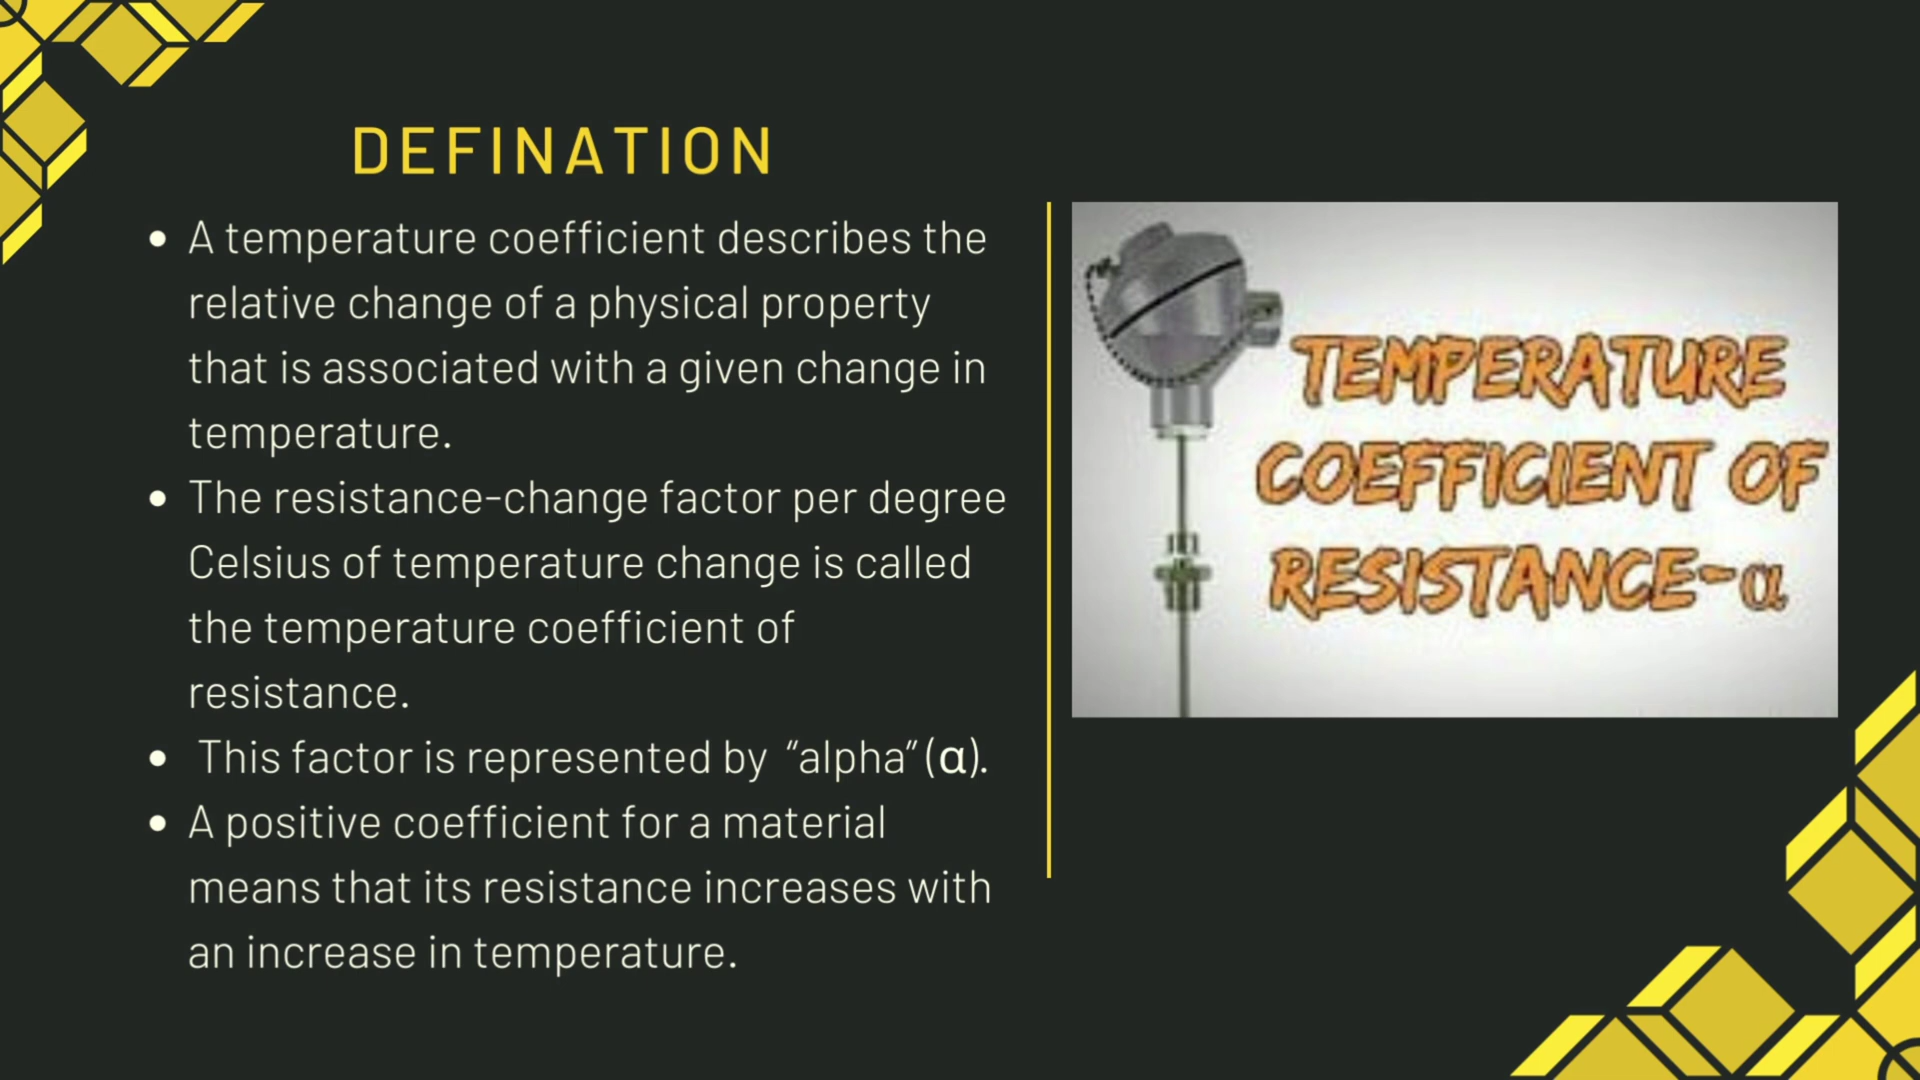 DEFINATION
• A temperature coefficient describes the
relative change of a physical property
that is associated with a given change in
temperature.
• The resistance-change factor per degree
Celsius of temperature change is called
the temperature coefficient of
resistance.
• This factor is represented by “alpha”(α).
• A positive coefficient for a material
means that its resistance increases with
an increase in temperature.
TEMPERATURE
COEFFICIENT OF
RESISTANCE-α